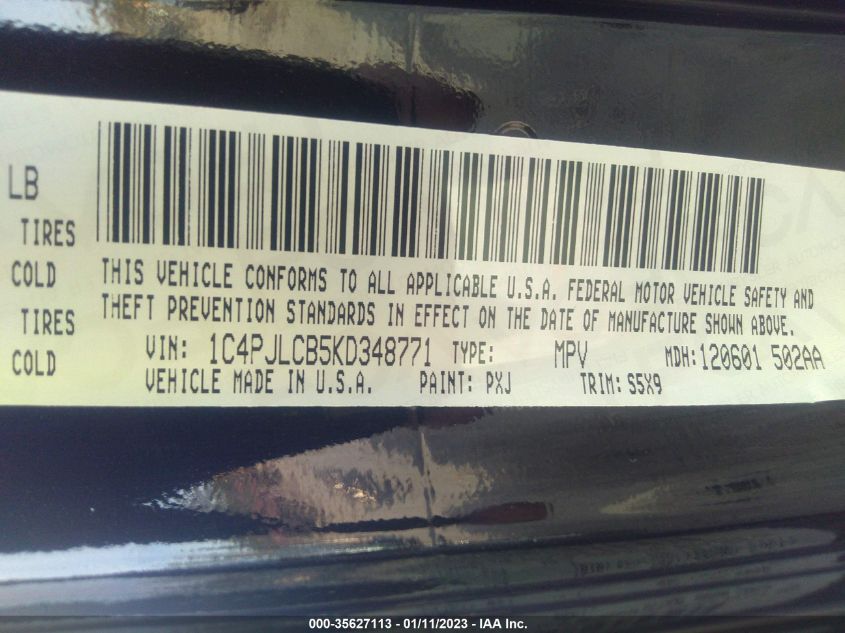 LB
TIRES
COLD
TIRES
COLD
THIS VEHICLE CONFORMS TO ALL APPLICABLE U.S.A. FEDERAL MOTOR VEHICLE SAFETY AND
THEFT PREVENTION STANDARDS IN EFFECT ON THE DATE OF MANUFACTURE SHOWN ABOVE.
VIN: 1C4PJLCB5KD348771 TYPE: MPV MDH:120601 502AA
VEHICLE MADE IN U.S.A. PAINT: PXJ TRIM: S5X9
000-35627113 - 01/11/2023 - IAA Inc.